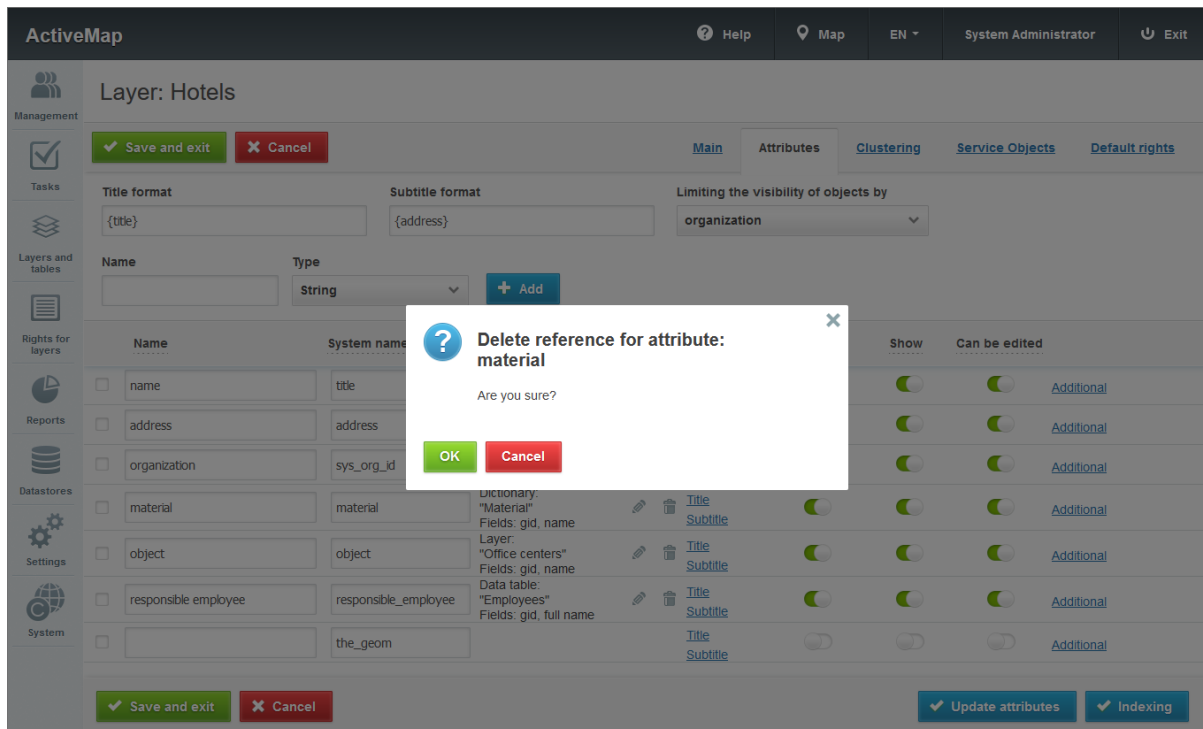 ActiveMap
Help
Map
EN
System Administrator
Exit
Management
Tasks
Layers and
tables
Rights for
layers
Reports
Datastores
Settings
System
Layer: Hotels
Save and exit
Cancel
Main
Attributes
Clustering
Service Objects
Default rights
Title format
Subtitle format
Limiting the visibility of objects by
{title}
{address}
organization
Name
Type
String
Add
Name
System name
Show
Can be edited
name
title
Additional
address
address
Additional
organization
sys_org_id
Additional
material
material
Dictionary:
"Material"
Fields: gid, name
Title
Subtitle
Additional
object
object
Layer:
"Office centers"
Fields: gid, name
Title
Subtitle
Additional
responsible employee
responsible_employee
Data table:
"Employees"
Fields: gid, full name
Title
Subtitle
Additional
the_geom
Title
Subtitle
Additional
Delete reference for attribute:
material
Are you sure?
OK
Cancel
Save and exit
Cancel
Update attributes
Indexing